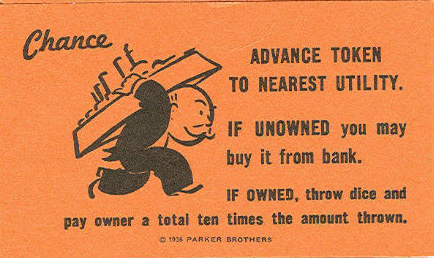 Chance
ADVANCE TOKEN
TO NEAREST UTILITY.
IF UNOWNED you may
buy it from bank.
IF OWNED, throw dice and
pay owner a total ten times the amount thrown.
© 1936 PARKER BROTHERS